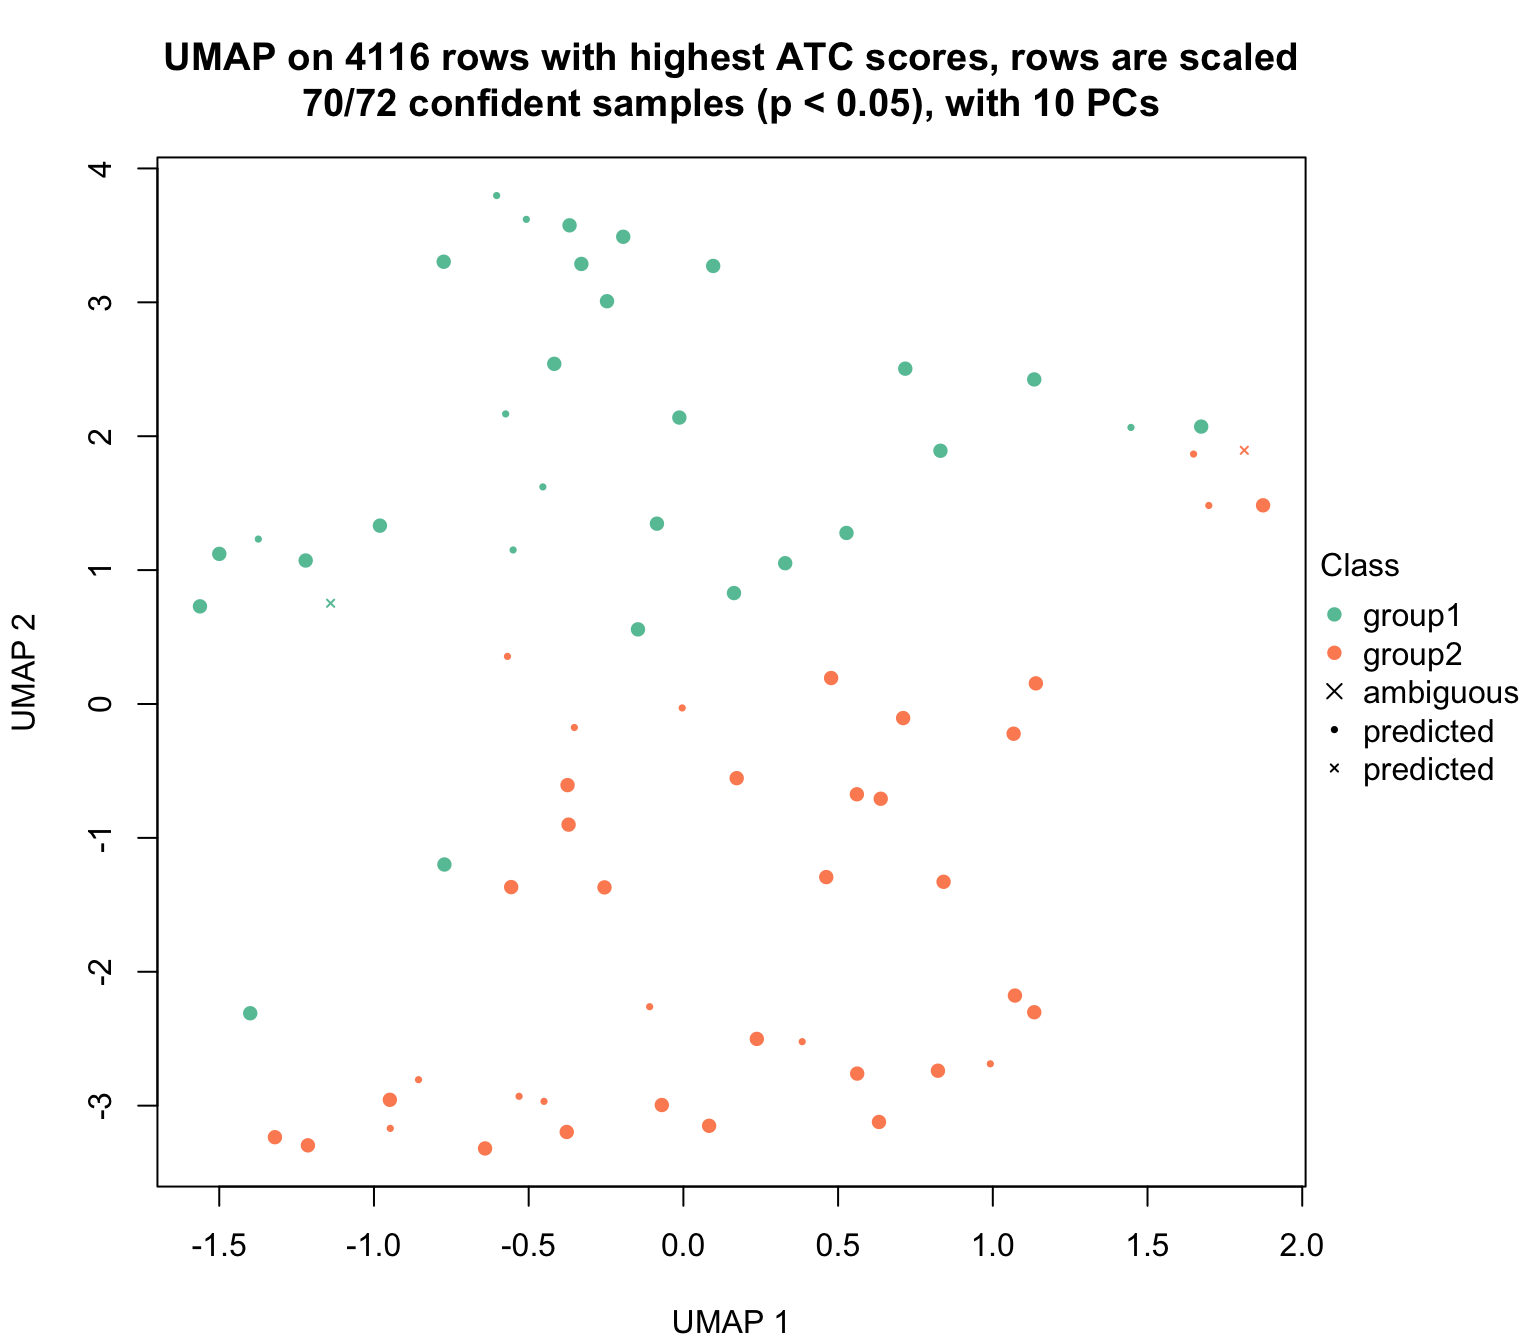 UMAP on 4116 rows with highest ATC scores, rows are scaled
70/72 confident samples (p < 0.05), with 10 PCs
4
3
2
1
0
-1
-2
-3
UMAP 2
-1.5 -1.0 -0.5 0.0 0.5 1.0 1.5 2.0
UMAP 1
Class
group1
group2
ambiguous
predicted
predicted